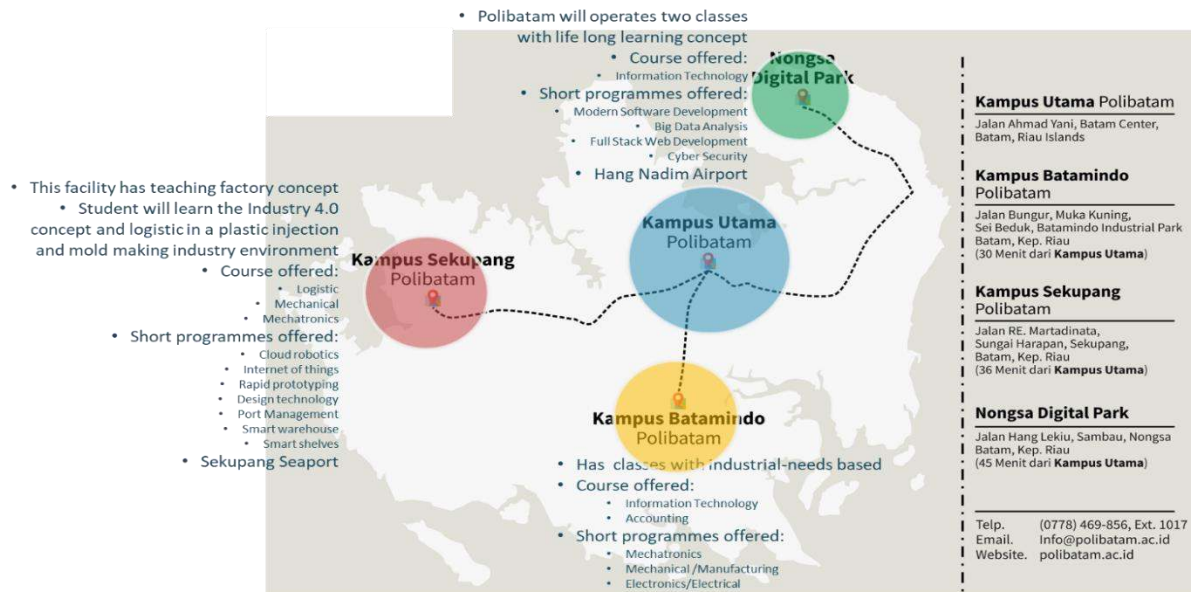 • Polibatam will operates two classes
with life long learning concept
• Course offered:
• Information Technology
• Short programmes offered:
• Modern Software Development
• Big Data Analysis
• Full Stack Web Development
• Cyber Security
• Hang Nadim Airport
Nongsa
Digital Park
• This facility has teaching factory concept
• Student will learn the Industry 4.0
concept and logistic in a plastic injection
and mold making industry environment
• Course offered:
• Logistic
• Mechanical
• Mechatronics
• Short programmes offered:
• Cloud robotics
• Internet of things
• Rapid prototyping
• Design technology
• Port Management
• Smart warehouse
• Smart shelves
• Sekupang Seaport
Kampus Sekupang
Polibatam
Kampus Utama
Polibatam
Kampus Batamindo
Polibatam
• Has classes with industrial-needs based
• Course offered:
• Information Technology
• Accounting
• Short programmes offered:
• Mechatronics
• Mechanical /Manufacturing
• Electronics/Electrical
Kampus Utama Polibatam
Jalan Ahmad Yani, Batam Center,
Batam, Riau Islands
Kampus Batamindo
Polibatam
Jalan Bungur, Muka Kuning,
Sei Beduk, Batamindo Industrial Park
Batam, Kep. Riau
(30 Menit dari Kampus Utama)
Kampus Sekupang
Polibatam
Jalan RE. Martadinata,
Sungai Harapan, Sekupang,
Batam, Kep. Riau
(36 Menit dari Kampus Utama)
Nongsa Digital Park
Jalan Hang Lekiu, Sambau, Nongsa
Batam, Kep. Riau
(45 Menit dari Kampus Utama)
Telp. (0778) 469-856, Ext. 1017
Email. Info@polibatam.ac.id
Website. polibatam.ac.id